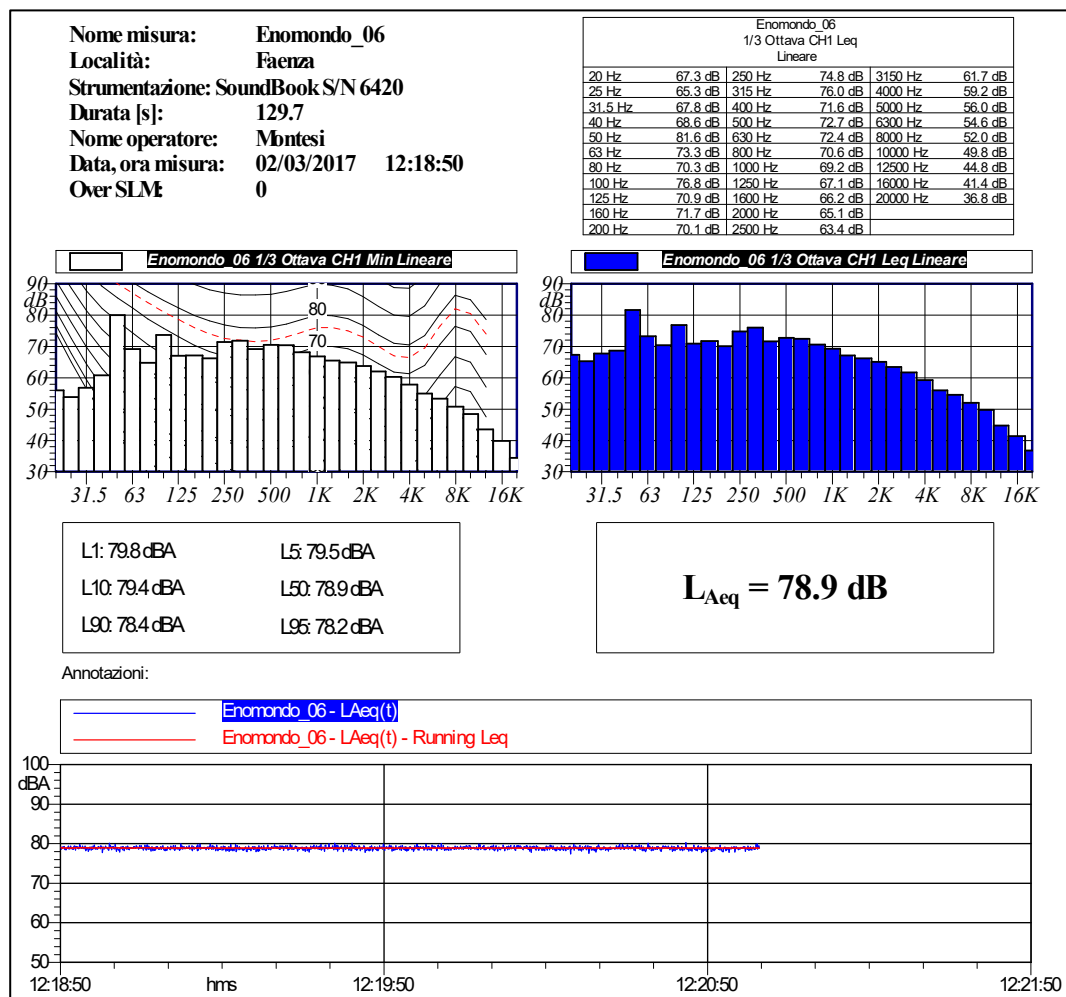 Nome misura: Enomondo_06
Località: Faenza
Strumentazione: SoundBook S/N 6420
Durata [s]: 129.7
Nome operatore: Montesi
Data, ora misura: 02/03/2017 12:18:50
Over SLM: 0
Enomondo_06
1/3 Ottava CH1 Leq
Lineare
20 Hz 67.3 dB 250 Hz 74.8 dB 3150 Hz 61.7 dB
25 Hz 65.3 dB 315 Hz 76.0 dB 4000 Hz 59.2 dB
31.5 Hz 67.8 dB 400 Hz 71.6 dB 5000 Hz 56.0 dB
40 Hz 68.6 dB 500 Hz 72.7 dB 6300 Hz 54.6 dB
50 Hz 81.6 dB 630 Hz 72.4 dB 8000 Hz 52.0 dB
63 Hz 73.3 dB 800 Hz 70.6 dB 10000 Hz 49.8 dB
80 Hz 70.3 dB 1000 Hz 69.2 dB 12500 Hz 44.8 dB
100 Hz 76.8 dB 1250 Hz 67.1 dB 16000 Hz 41.4 dB
125 Hz 70.9 dB 1600 Hz 66.2 dB 20000 Hz 36.8 dB
160 Hz 71.7 dB 2000 Hz 65.1 dB
200 Hz 70.1 dB 2500 Hz 63.4 dB
Enomondo_06 1/3 Ottava CH1 Min Lineare
90
dB
80
70
60
50
40
30
80
70
31.5 63 125 250 500 1K 2K 4K 8K 16K
Enomondo_06 1/3 Ottava CH1 Leq Lineare
90
dB
80
70
60
50
40
30
31.5 63 125 250 500 1K 2K 4K 8K 16K
L1: 79.8 dBA L5: 79.5 dBA
L10: 79.4 dBA L50: 78.9 dBA
L90: 78.4 dBA L95: 78.2 dBA
LAeq = 78.9 dB
Annotazioni:
Enomondo_06 - LAeq(t)
Enomondo_06 - LAeq(t) - Running Leq
100
dBA
90
80
70
60
50
12:18:50 hms 12:19:50 12:20:50 12:21:50